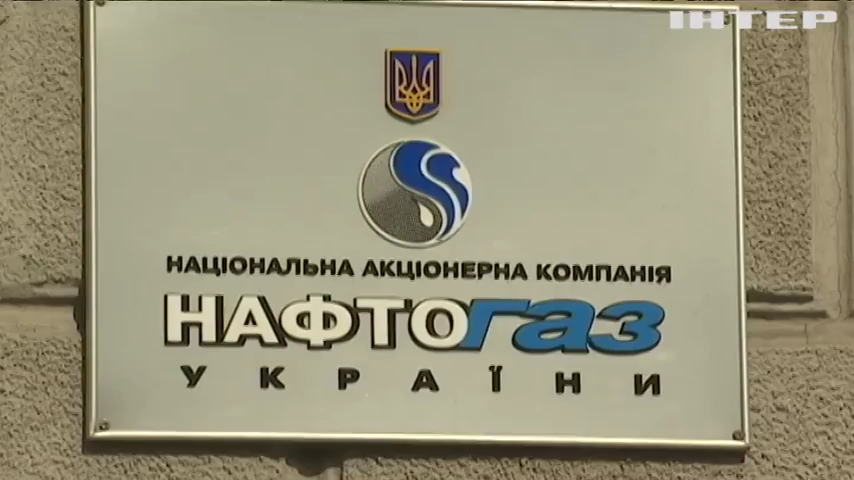 ІНТЕР
НАЦІОНАЛЬНА АКЦІОНЕРНА КОМПАНІЯ
НАФТОГАЗ
УКРАЇНИ